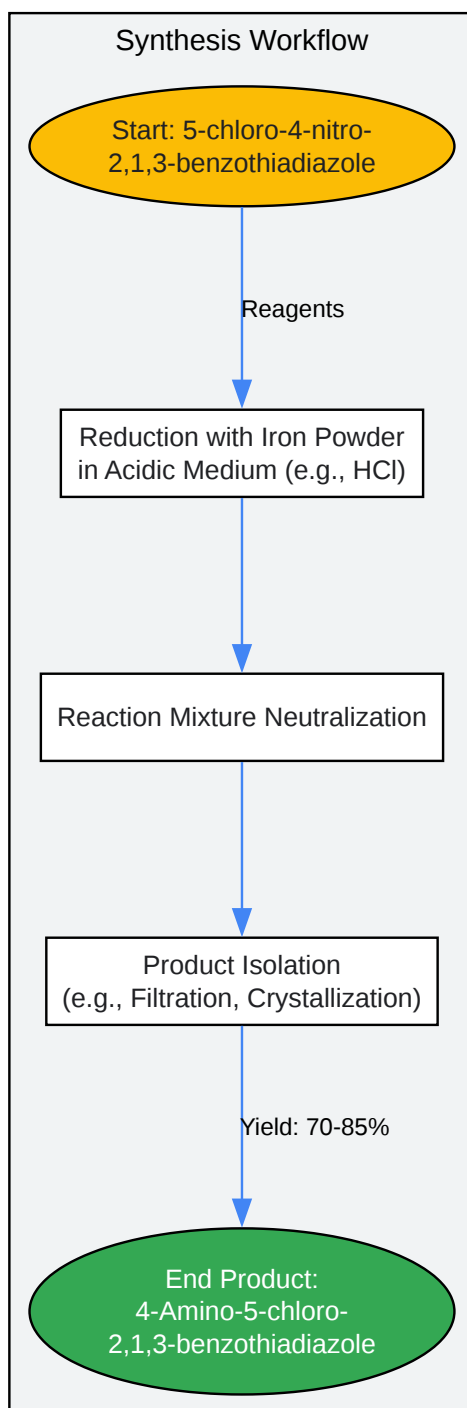 Synthesis Workflow
Start: 5-chloro-4-nitro-
2,1,3-benzothiadiazole
Reagents
Reduction with Iron Powder
in Acidic Medium (e.g., HCl)
Reaction Mixture Neutralization
Product Isolation
(e.g., Filtration, Crystallization)
Yield: 70-85%
End Product:
4-Amino-5-chloro-
2,1,3-benzothiadiazole